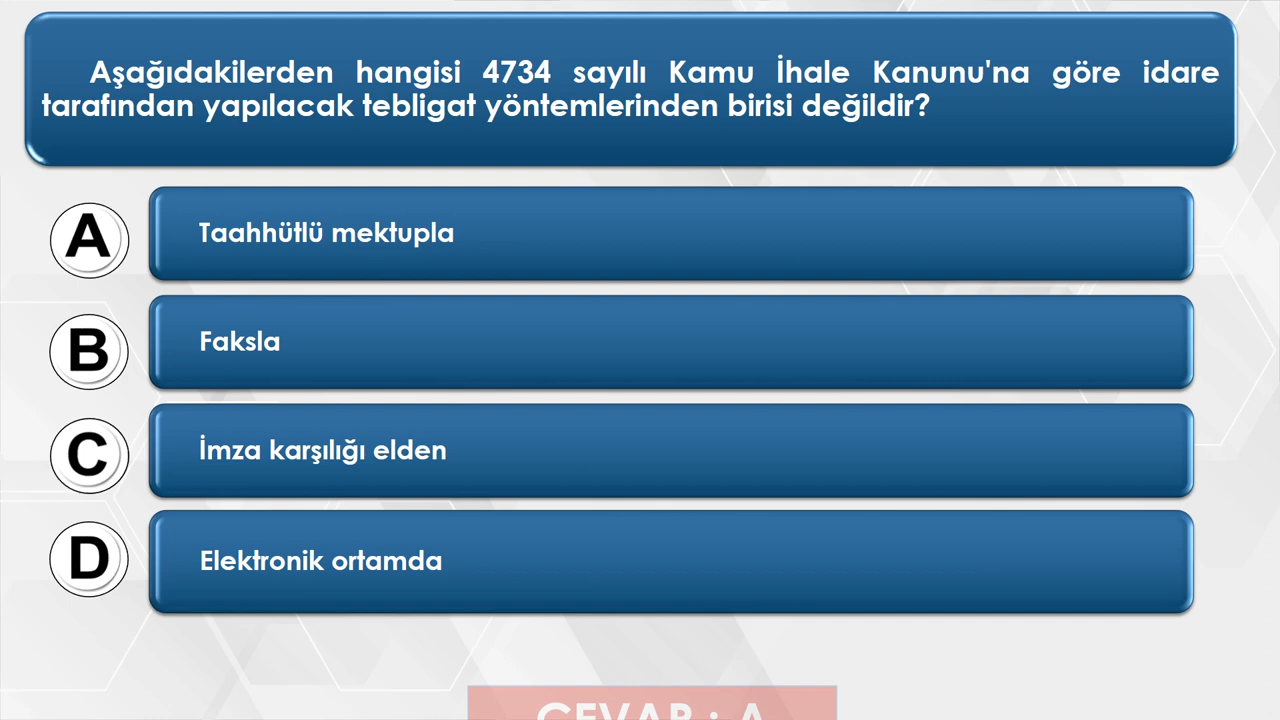 Aşağıdakilerden hangisi 4734 sayılı Kamu İhale Kanunu'na göre idare
tarafından yapılacak tebligat yöntemlerinden birisi değildir?
A
Taahhütlü mektupla
B
Faksla
C
İmza karşılığı elden
D
Elektronik ortamda
CEVAP : A